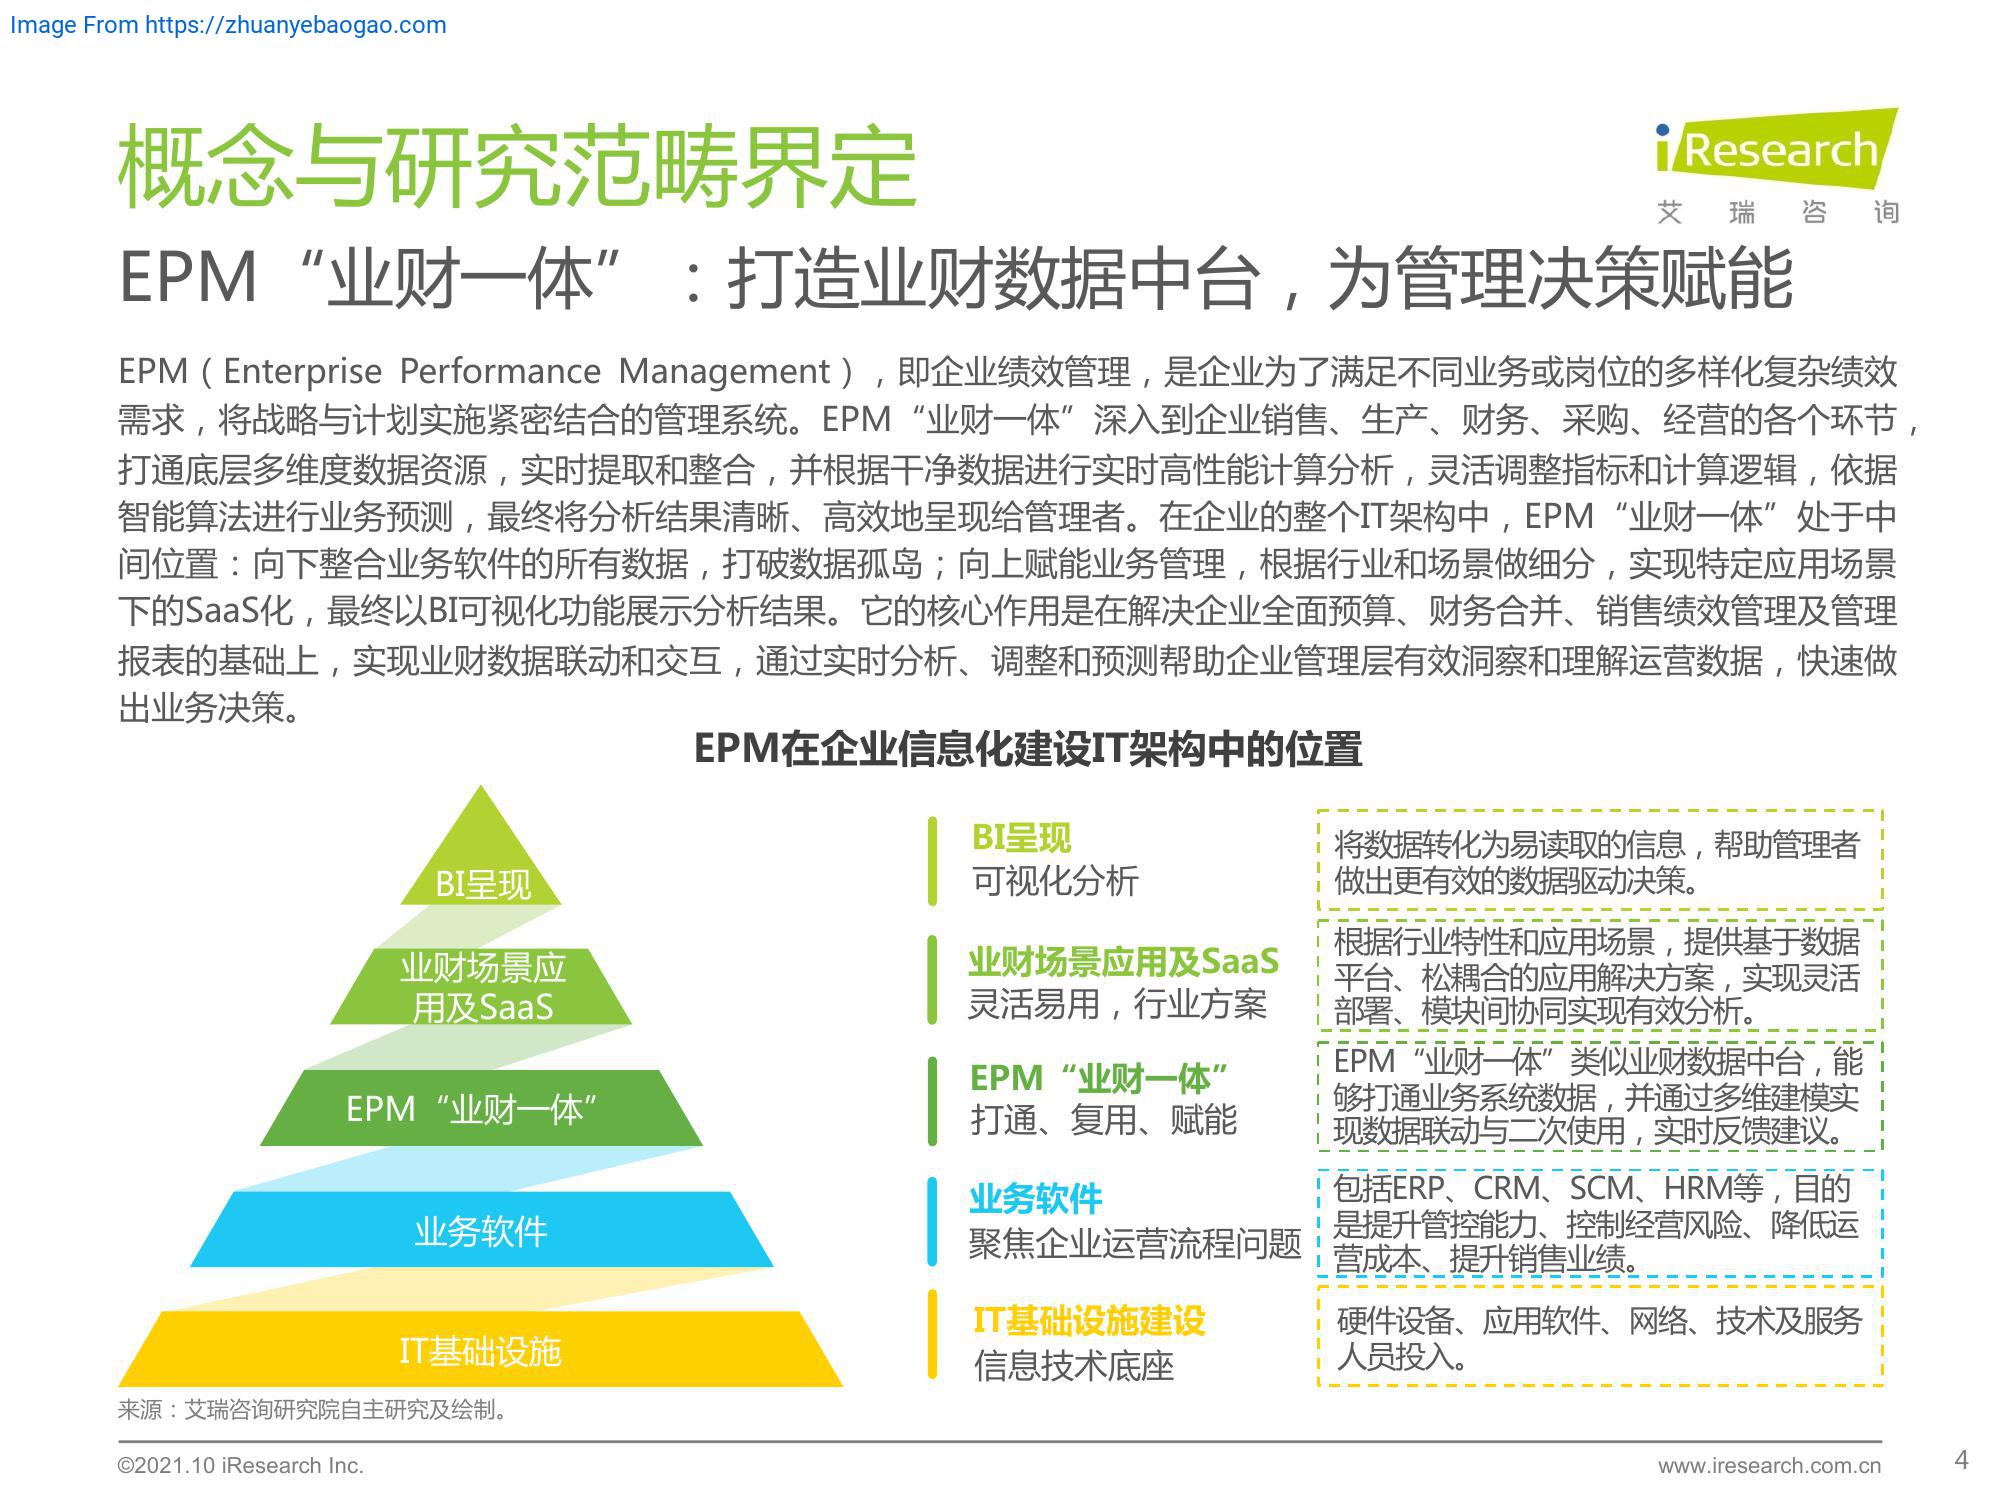 Image From https://zhuanyebaogao.com
概念与研究范畴界定
iResearch
艾瑞咨询
EPM“业财一体”：打造业财数据中台，为管理决策赋能
EPM（Enterprise Performance Management），即企业绩效管理，是企业为了满足不同业务或岗位的多样化复杂绩效
需求，将战略与计划实施紧密结合的管理系统。EPM“业财一体”深入到企业销售、生产、财务、采购、经营的各个环节，
打通底层多维度数据资源，实时提取和整合，并根据干净数据进行实时高性能计算分析，灵活调整指标和计算逻辑，依据
智能算法进行业务预测，最终将分析结果清晰、高效地呈现给管理者。在企业的整个IT架构中，EPM“业财一体”处于中
间位置：向下整合业务软件的所有数据，打破数据孤岛；向上赋能业务管理，根据行业和场景做细分，实现特定应用场景
下的SaaS化，最终以BI可视化功能展示分析结果。它的核心作用是在解决企业全面预算、财务合并、销售绩效管理及管理
报表的基础上，实现业财数据联动和交互，通过实时分析、调整和预测帮助企业管理层有效洞察和理解运营数据，快速做
出业务决策。
EPM在企业信息化建设IT架构中的位置
BI呈现
业财场景应
用及SaaS
EPM“业财一体”
业务软件
IT基础设施
BI呈现
可视化分析
将数据转化为易读取的信息，帮助管理者
做出更有效的数据驱动决策。
业财场景应用及SaaS
灵活易用，行业方案
根据行业特性和应用场景，提供基于数据
平台、松耦合的应用解决方案，实现灵活
部署、模块间协同实现有效分析。
EPM“业财一体”
打通、复用、赋能
EPM“业财一体”类似业财数据中台，能
够打通业务系统数据，并通过多维建模实
现数据联动与二次使用，实时反馈建议。
业务软件
聚焦企业运营流程问题
包括ERP、CRM、SCM、HRM等，目的
是提升管控能力、控制经营风险、降低运
营成本、提升销售业绩。
IT基础设施建设
信息技术底座
硬件设备、应用软件、网络、技术及服务
人员投入。
来源：艾瑞咨询研究院自主研究及绘制。
©2021.10 iResearch Inc.
www.iresearch.com.cn
4